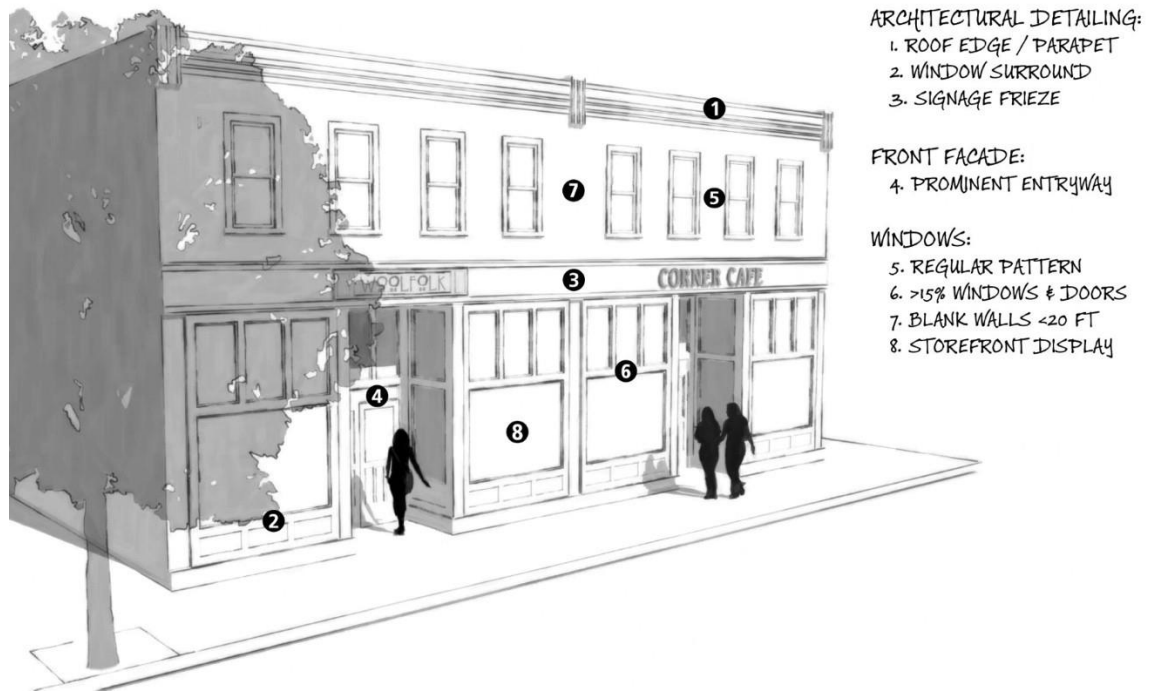 ARCHITECTURAL DETAILING:
1. ROOF EDGE / PARAPET
2. WINDOW SURROUND
3. SIGNAGE FRIEZE
FRONT FACADE:
4. PROMINENT ENTRYWAY
WINDOWS:
5. REGULAR PATTERN
6. >15% WINDOWS & DOORS
7. BLANK WALLS <20 FT
8. STOREFRONT DISPLAY
1
7
5
3
WOOLFOLK
CORNER CAFE
6
4
8
2